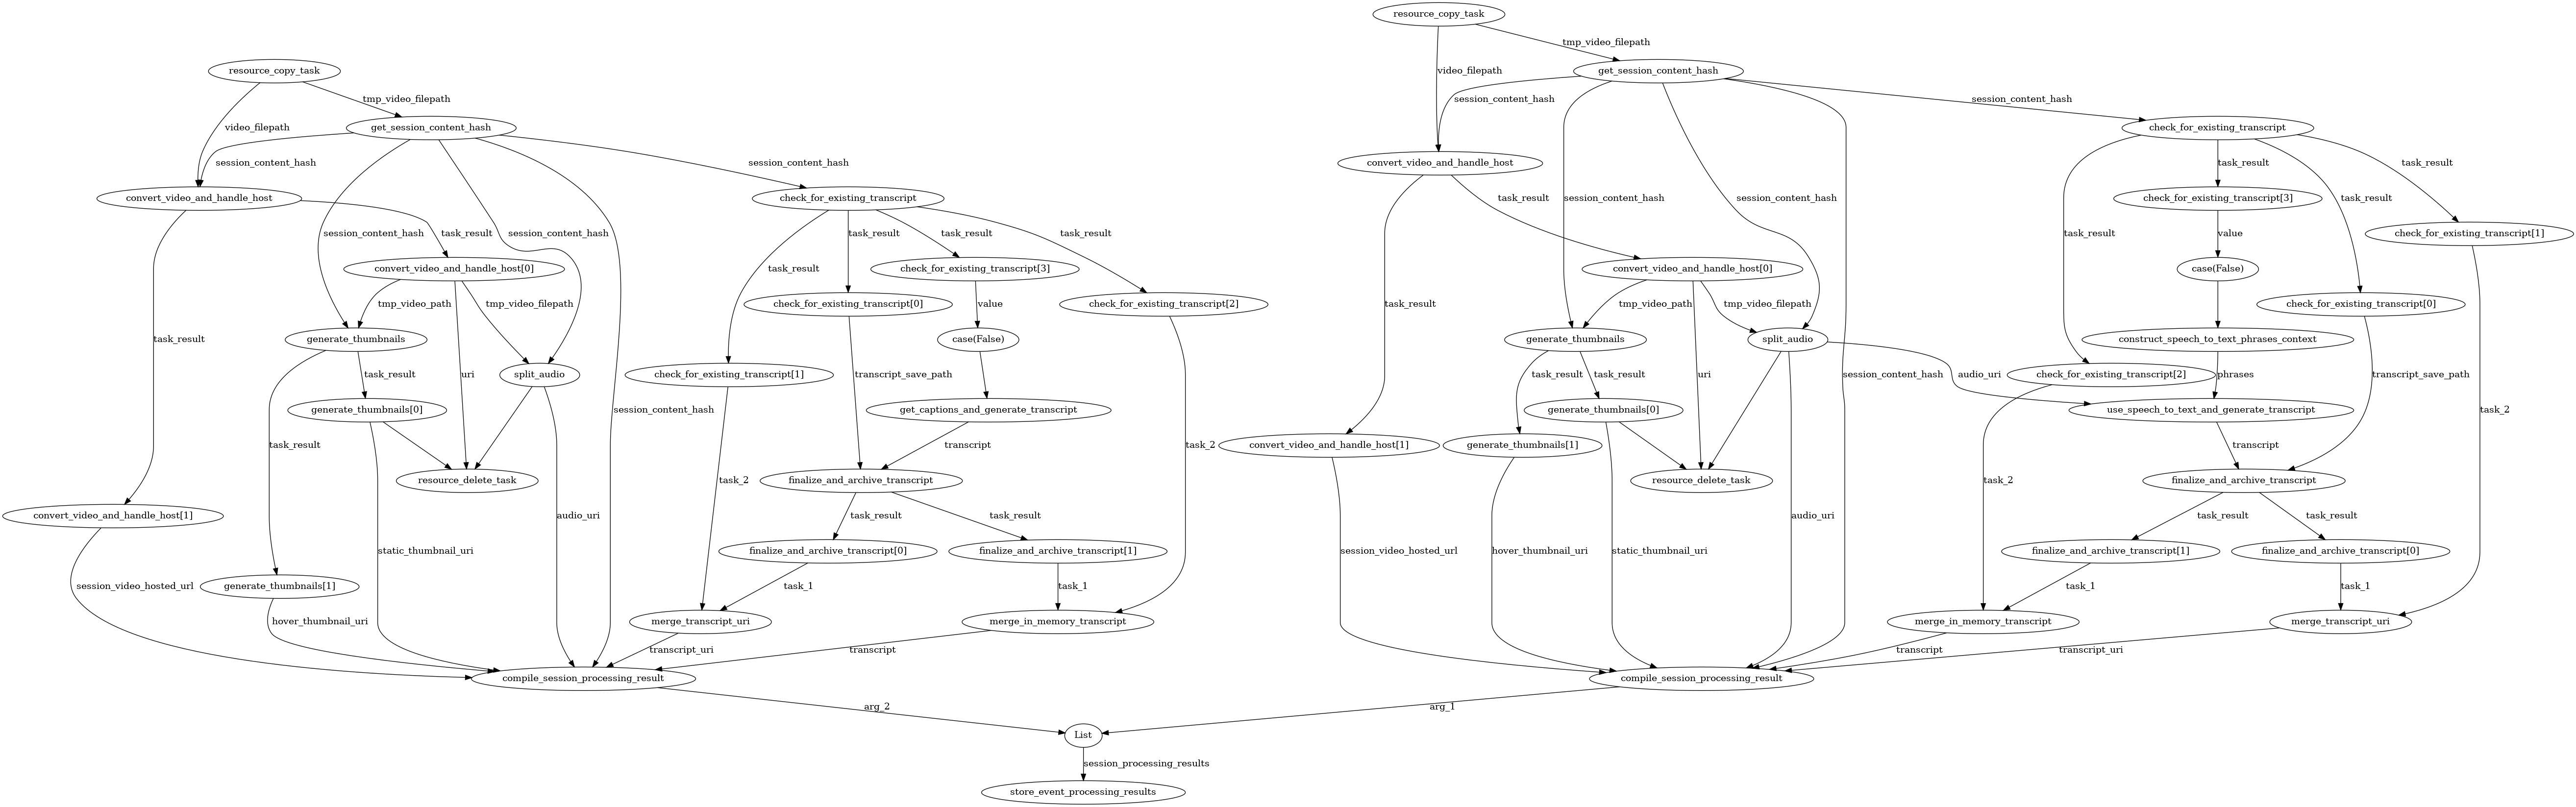 resource_copy_task
tmp_video_filepath
resource_copy_task
video_filepath
get_session_content_hash
tmp_video_filepath
session_content_hash
session_content_hash
get_session_content_hash
video_filepath
check_for_existing_transcript
session_content_hash
session_content_hash
convert_video_and_handle_host
task_result
task_result
convert_video_and_handle_host
check_for_existing_transcript
task_result
session_content_hash
session_content_hash
check_for_existing_transcript[3]
task_result
session_content_hash
task_result
session_content_hash
task_result
task_result
task_result
task_result
value
check_for_existing_transcript[1]
convert_video_and_handle_host[0]
task_result
check_for_existing_transcript[3]
convert_video_and_handle_host[0]
case(False)
tmp_video_path
tmp_video_filepath
check_for_existing_transcript[0]
value
check_for_existing_transcript[2]
task_result
tmp_video_path
tmp_video_filepath
check_for_existing_transcript[0]
task_result
generate_thumbnails
case(False)
generate_thumbnails
split_audio
construct_speech_to_text_phrases_context
task_result
split_audio
check_for_existing_transcript[1]
transcript_save_path
task_result
task_result
uri
session_content_hash
audio_uri
check_for_existing_transcript[2]
phrases
transcript_save_path
uri
generate_thumbnails[0]
session_content_hash
get_captions_and_generate_transcript
generate_thumbnails[0]
use_speech_to_text_and_generate_transcript
task_2
task_result
transcript
task_2
convert_video_and_handle_host[1]
generate_thumbnails[1]
transcript
resource_delete_task
task_2
finalize_and_archive_transcript
resource_delete_task
task_2
finalize_and_archive_transcript
convert_video_and_handle_host[1]
audio_uri
task_result
task_result
audio_uri
task_result
task_result
static_thumbnail_uri
finalize_and_archive_transcript[0]
finalize_and_archive_transcript[1]
session_video_hosted_url
hover_thumbnail_uri
static_thumbnail_uri
finalize_and_archive_transcript[1]
finalize_and_archive_transcript[0]
session_video_hosted_url
generate_thumbnails[1]
task_1
task_1
task_1
task_1
hover_thumbnail_uri
merge_transcript_uri
merge_in_memory_transcript
merge_in_memory_transcript
merge_transcript_uri
transcript_uri
transcript
transcript
transcript_uri
compile_session_processing_result
compile_session_processing_result
arg_2
arg_1
List
session_processing_results
store_event_processing_results